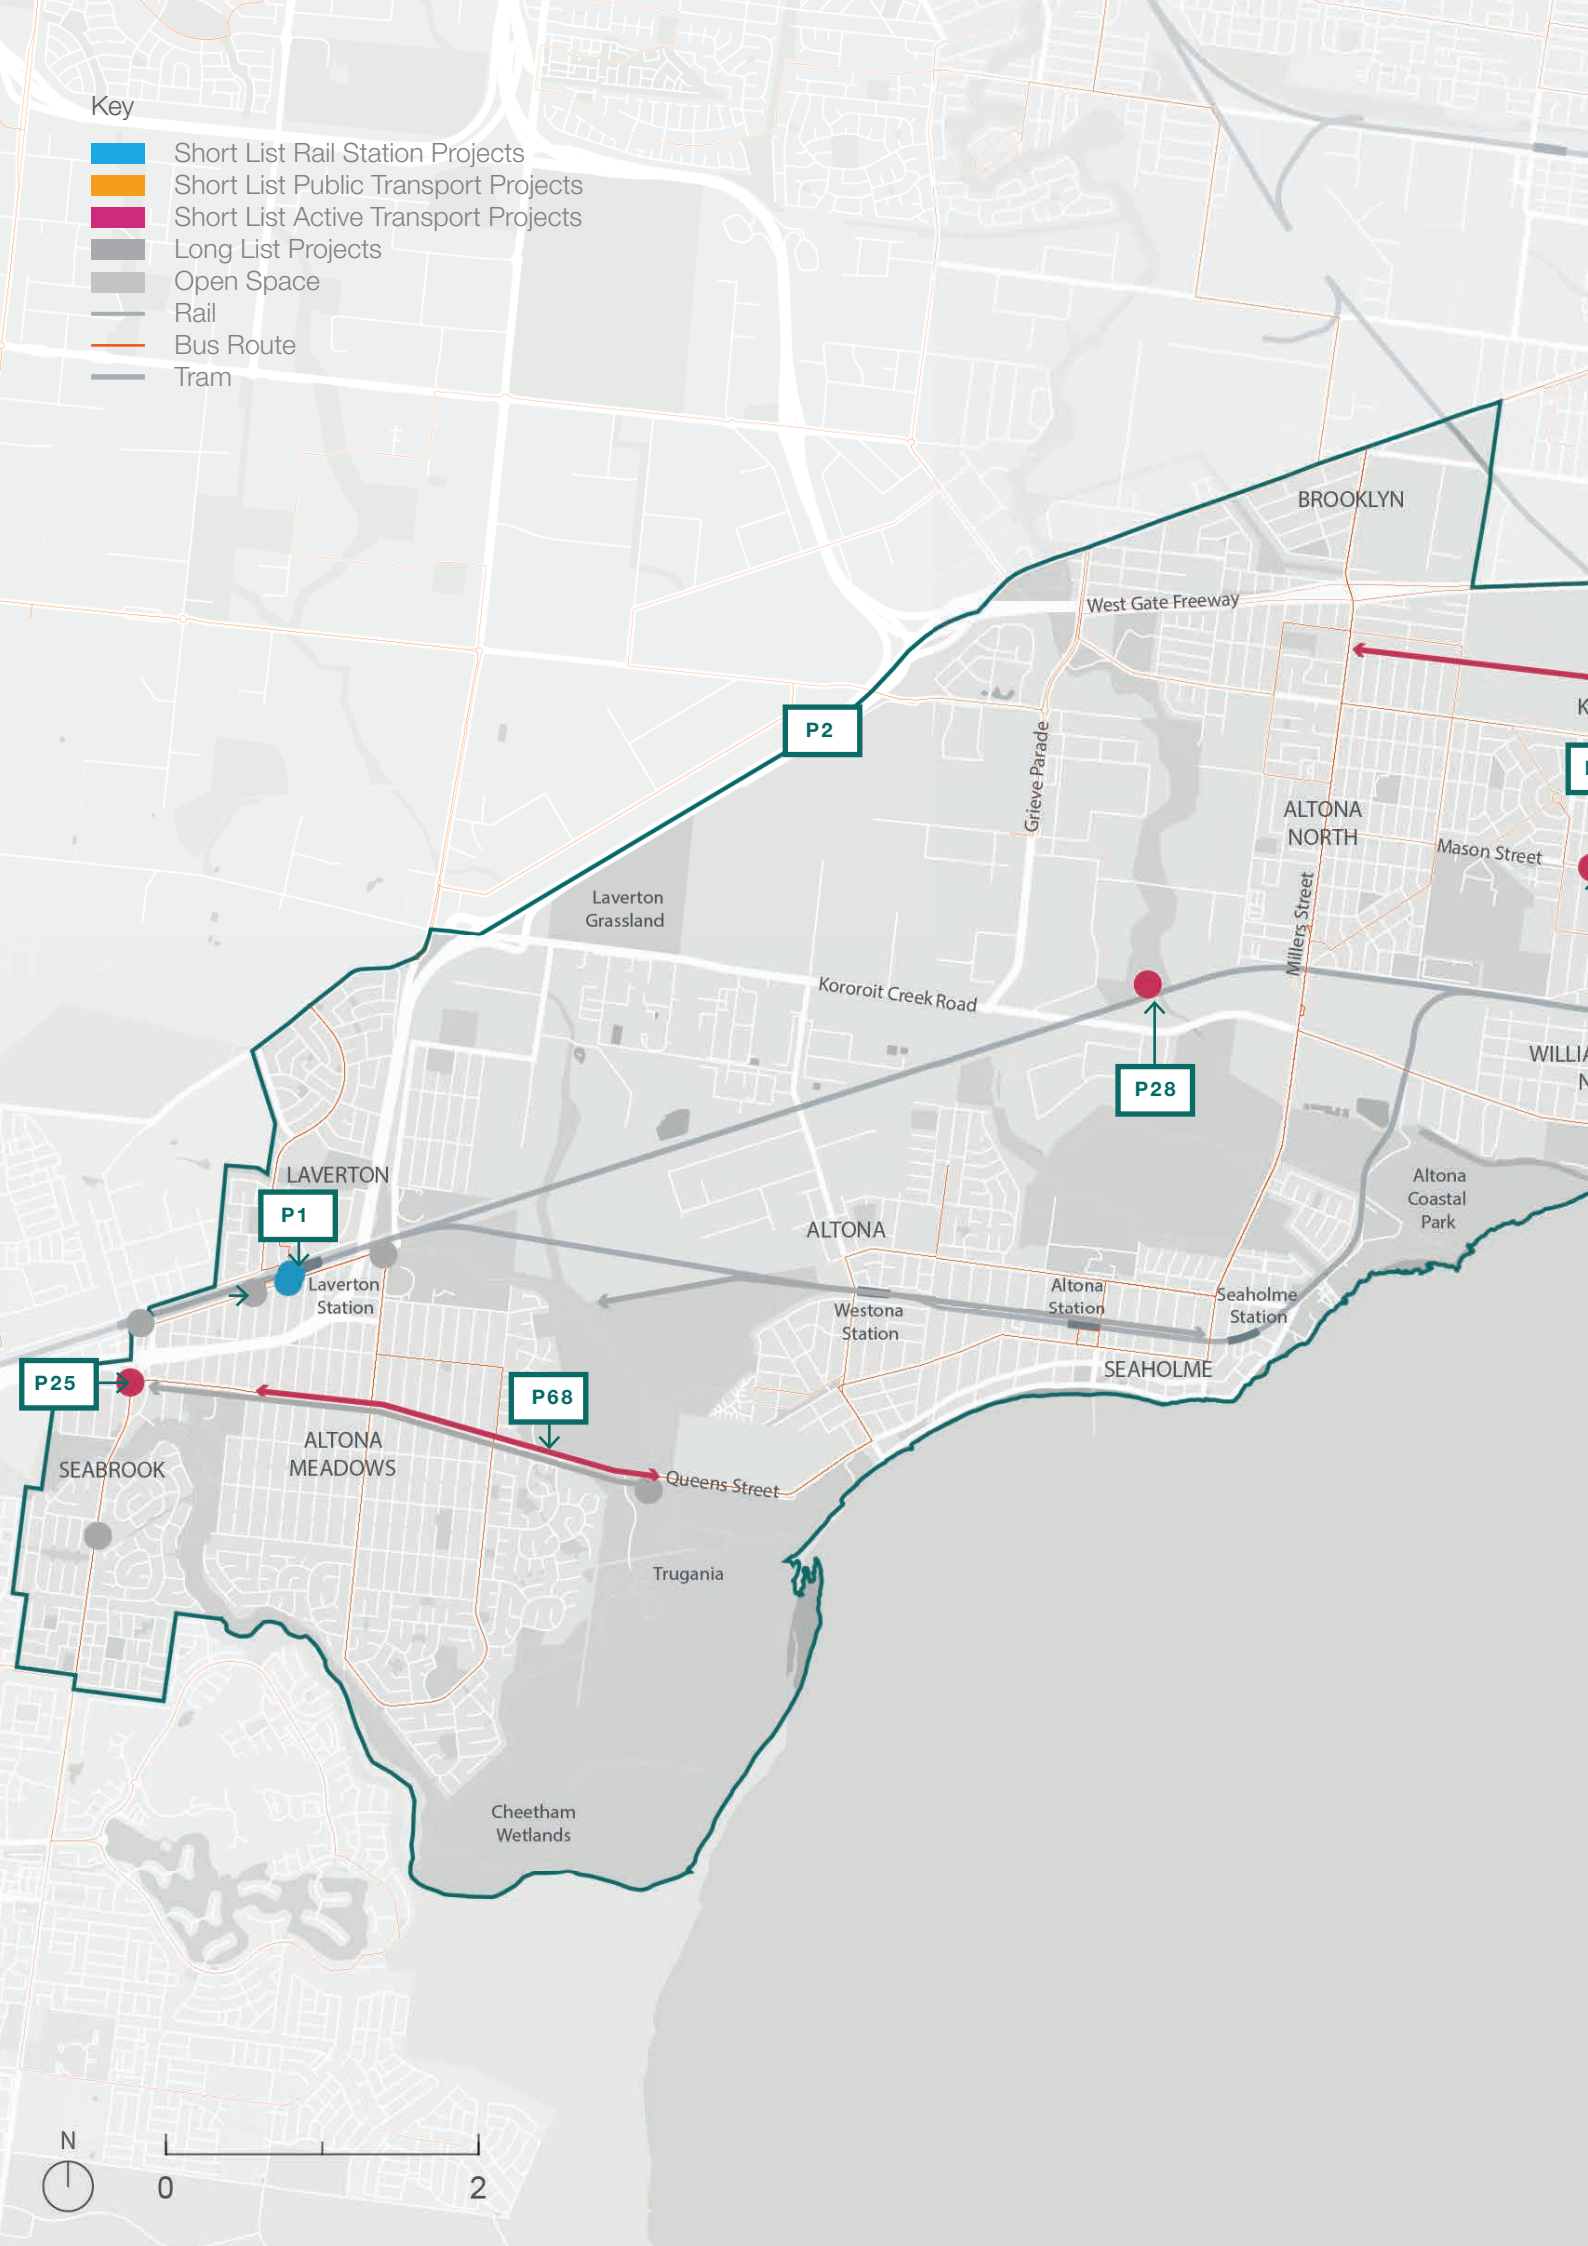 Key
Short List Rail Station Projects
Short List Public Transport Projects
Short List Active Transport Projects
Long List Projects
Open Space
Rail
Bus Route
Tram
BROOKLYN
West Gate Freeway
K
P2
Grieve Parade
ALTONA
NORTH
Mason Street
Millers Street
Laverton
Grassland
Kororoit Creek Road
WILLIA
N
P28
LAVERTON
P1
Altona
Coastal
Park
ALTONA
Laverton
Station
Altona
Station
Seaholme
Station
Westona
Station
SEAHOLME
P25
P68
ALTONA
MEADOWS
SEABROOK
Queens Street
Trugania
Cheetham
Wetlands
N
0
2